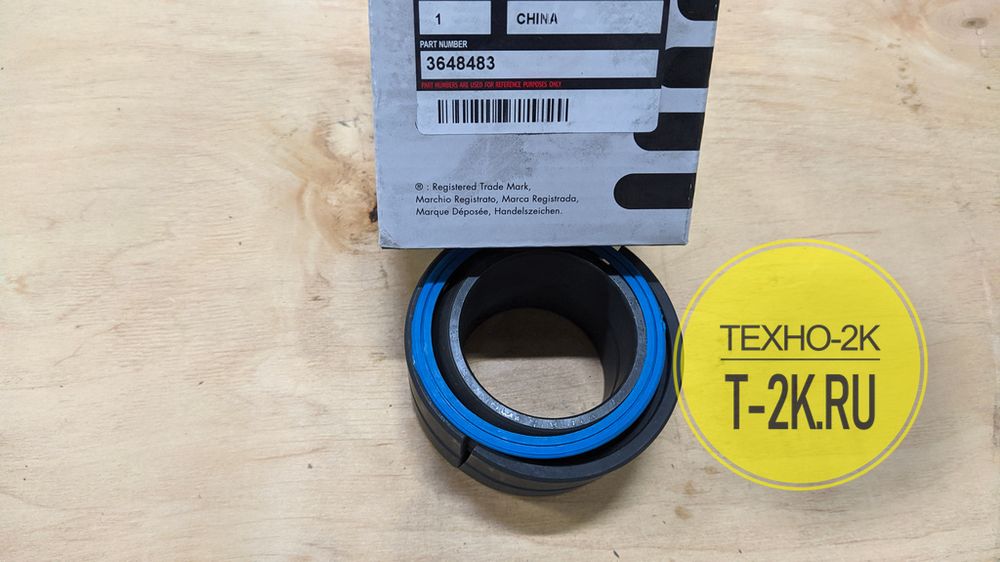 1
CHINA
PART NUMBER
3648483
PART NUMBERS ARE USED FOR REFERENCE PURPOSES ONLY
® : Registered Trade Mark,
Marchio Registrato, Marca Registrada,
Marque Déposée, Handelszeichen.
ТЕХНО-2К
T-2K.RU